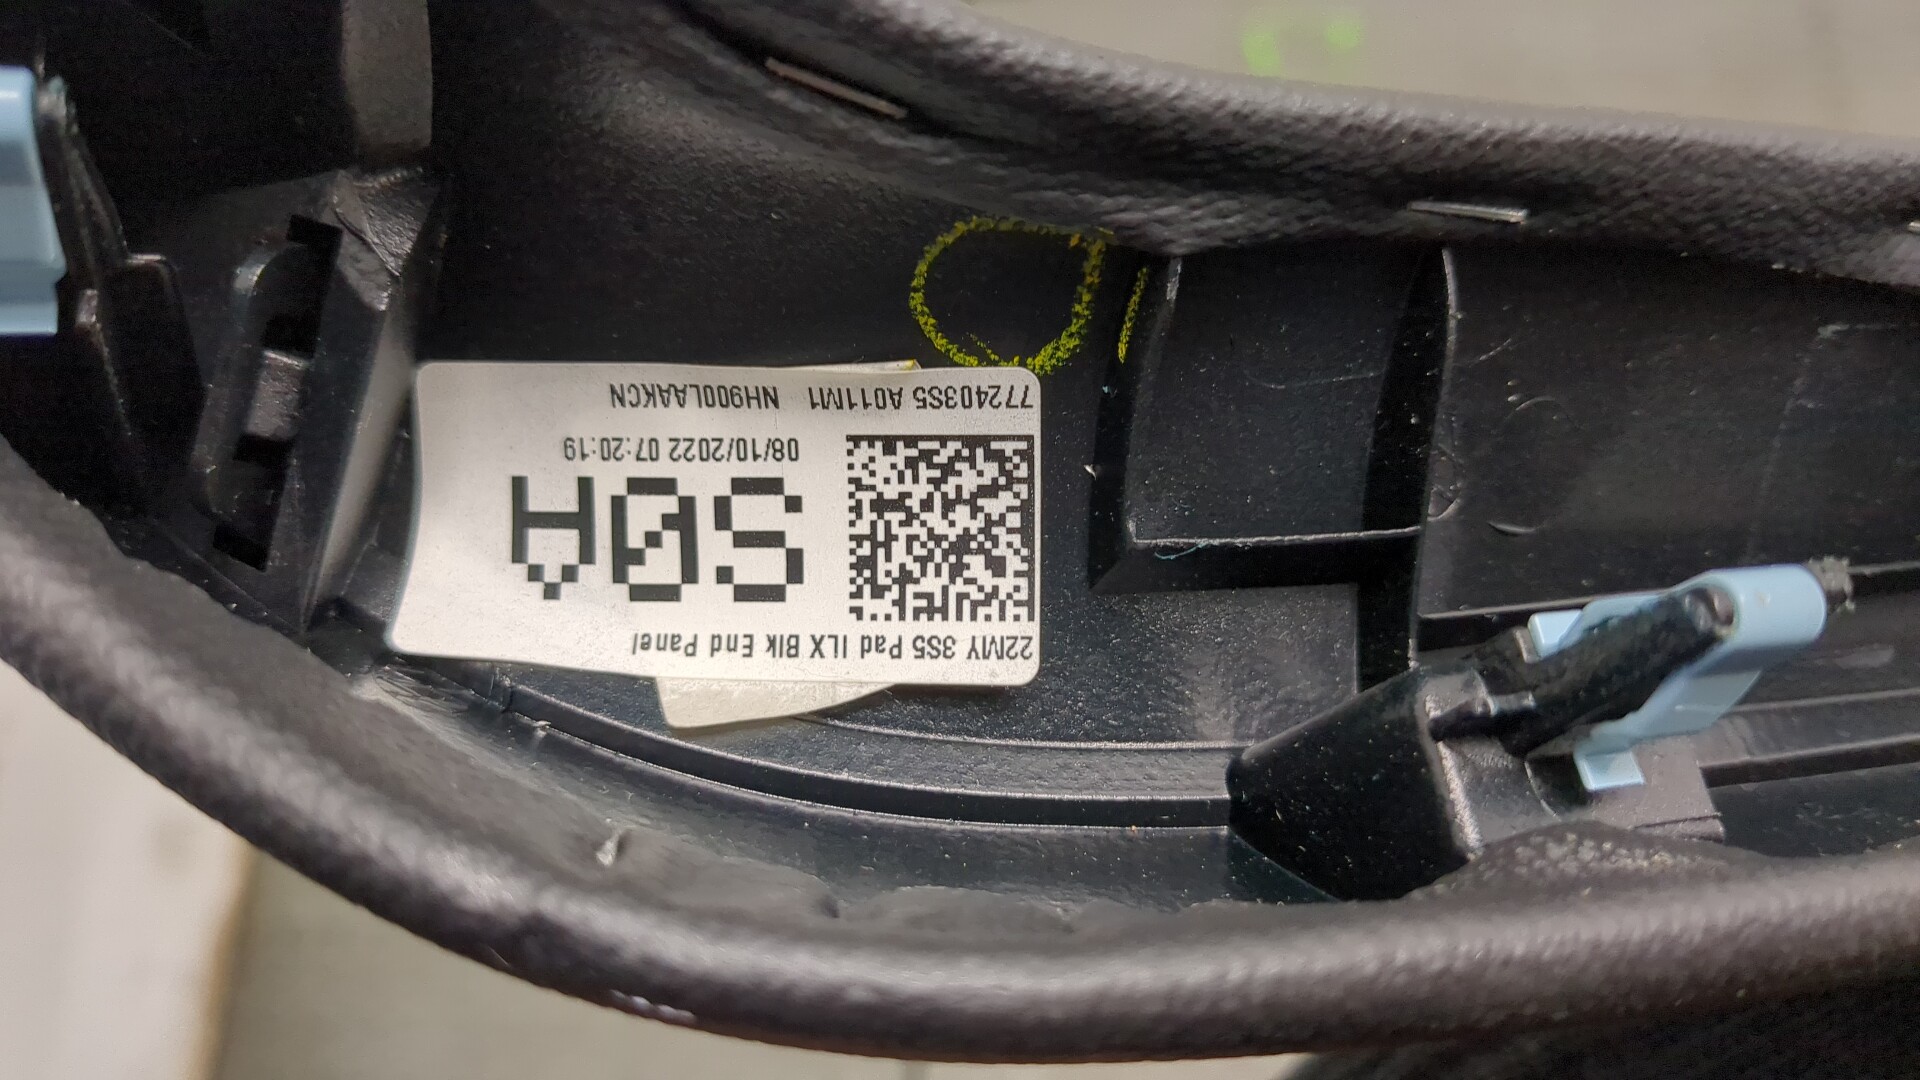 22MY 3S5 Pad ILX Blk End Panel
S0A
08/10/2022 07:20:19
772403S5 A011M1 NH900LAAKCN